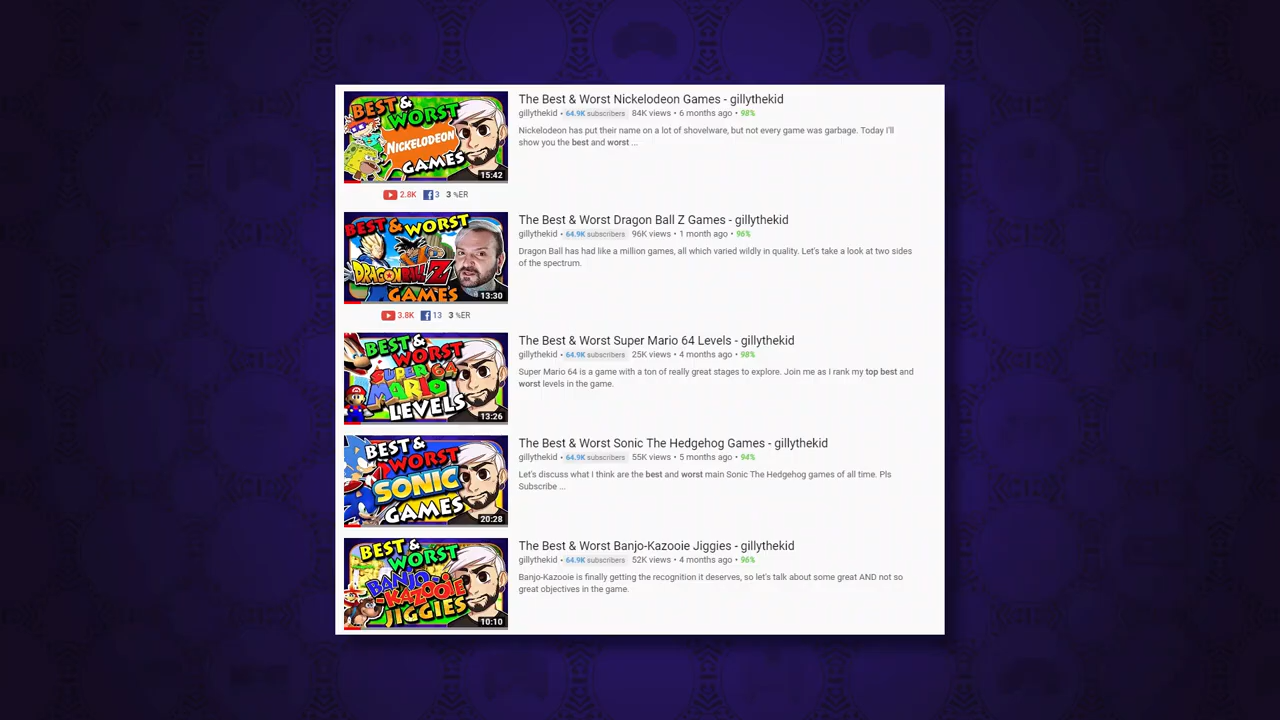 BEST &
WORST
NICKELODEON
GAMES
15:42
The Best & Worst Nickelodeon Games - gillythekid
gillythekid • 64.9K subscribers 84K views • 6 months ago • 98%
Nickelodeon has put their name on a lot of shovelware, but not every game was garbage. Today I'll
show you the best and worst ...
2.8K 3 3 %ER
BEST & WORST
DRAGON BALL Z
GAMES
13:30
The Best & Worst Dragon Ball Z Games - gillythekid
gillythekid • 64.9K subscribers 96K views • 1 month ago • 96%
Dragon Ball has had like a million games, all which varied wildly in quality. Let's take a look at two sides
of the spectrum.
3.8K 13 3 %ER
BEST &
WORST
SUPER 64
MARIO
LEVELS
13:26
The Best & Worst Super Mario 64 Levels - gillythekid
gillythekid • 64.9K subscribers 25K views • 4 months ago • 98%
Super Mario 64 is a game with a ton of really great stages to explore. Join me as I rank my top best and
worst levels in the game.
BEST &
WORST
SONIC
GAMES
20:28
The Best & Worst Sonic The Hedgehog Games - gillythekid
gillythekid • 64.9K subscribers 55K views • 5 months ago • 94%
Let's discuss what I think are the best and worst main Sonic The Hedgehog games of all time. Pls
Subscribe ...
BEST &
WORST
BANJO-
KAZOOIE
JIGGIES
10:10
The Best & Worst Banjo-Kazooie Jiggies - gillythekid
gillythekid • 64.9K subscribers 52K views • 4 months ago • 96%
Banjo-Kazooie is finally getting the recognition it deserves, so let's talk about some great AND not so
great objectives in the game.